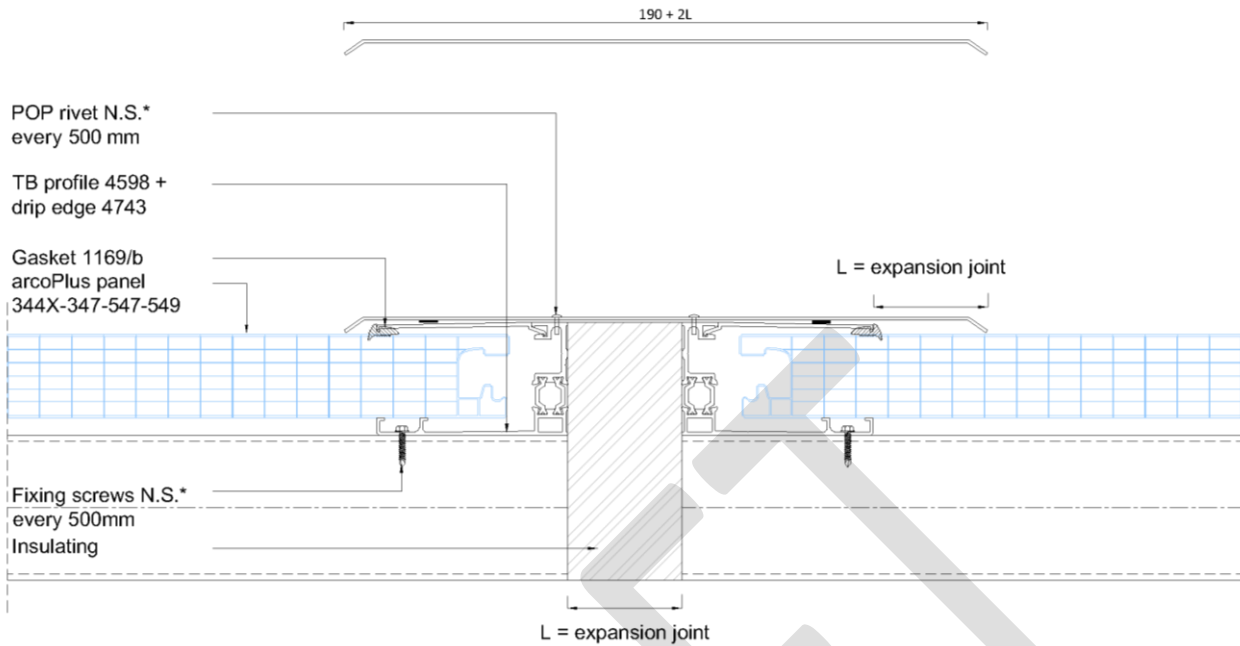 190 + 2L
POP rivet N.S.*
every 500 mm
TB profile 4598 +
drip edge 4743
Gasket 1169/b
arcoPlus panel
344X-347-547-549
L = expansion joint
Fixing screws N.S.*
every 500mm
Insulating
L = expansion joint